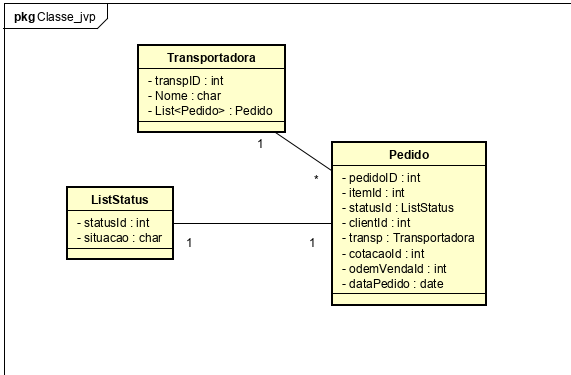 pkg Classe_jvp
Transportadora
- transpID : int
- Nome : char
- List<Pedido> : Pedido
1
*
Pedido
- pedidoID : int
- itemId : int
- statusId : ListStatus
- clientId : int
- transp : Transportadora
- cotacaoId : int
- odemVendaId : int
- dataPedido : date
ListStatus
- statusId : int
- situacao : char
1
1